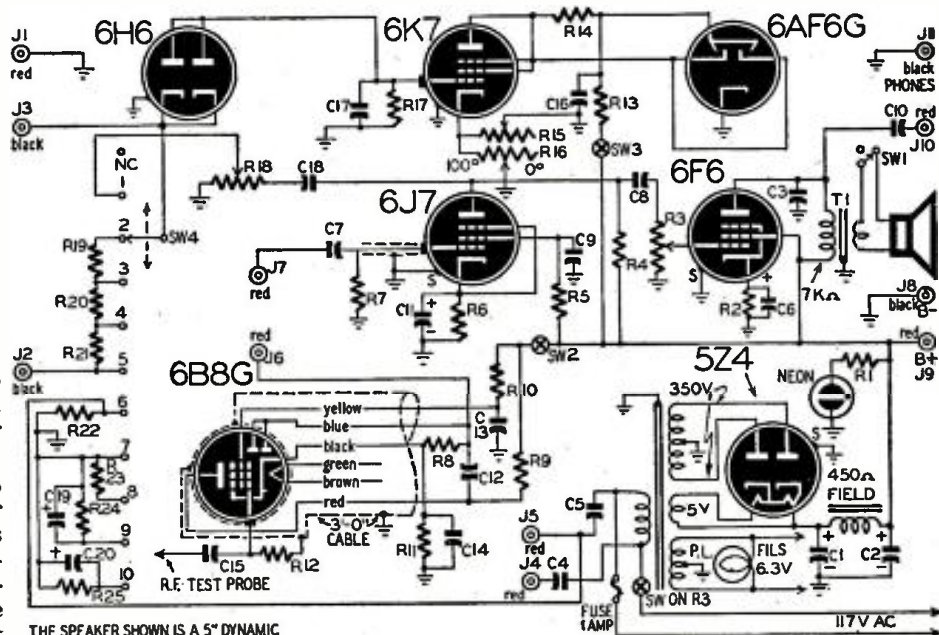 J1
red
6H6
6K7
R14
6AF6G
J11
black
PHONES
J3
black
C17
R17
C16
R13
C10
red
J10
R15
R16
100°
0°
SW3
SW1
NC
1
R18
C18
6J7
C8
6F6
C3
T1
R3
2
SW4
R19
C7
C9
R4
3
J7
red
R7
S
R5
S
R2
C6
7KΩ
J8
black
B-
R20
C11
R6
4
R21
red
J6
SW2
red
B+
J9
J2
black
5
6B8G
R10
5Z4
350V
NEON
R1
6
yellow
C
13
R22
blue
black
R8
S
7
R
23
green
C12
R9
450Ω
FIELD
brown
8
C19
R24
red
5V
3'-0"
CABLE
C5
9
R11
C14
J5
red
P.L.
FILS
6.3V
C1
C2
C20
C15
R12
J4
red
C4
10
R25
R.F. TEST PROBE
FUSE
1AMP
SW ON R3
117V AC
THE SPEAKER SHOWN IS A 5" DYNAMIC